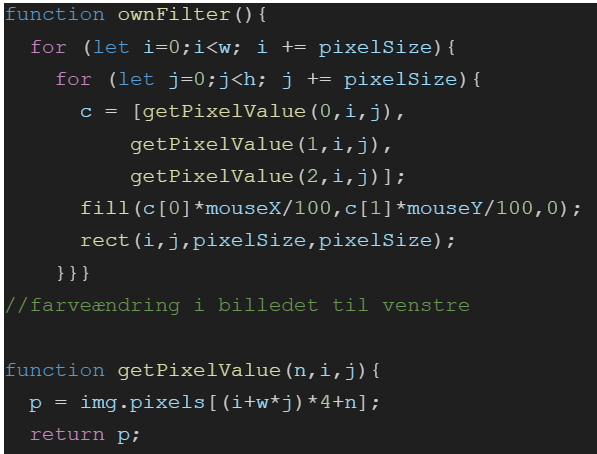 function ownFilter(){
  for (let i=0;i<w; i += pixelSize){
    for (let j=0;j<h; j += pixelSize){
      c = [getPixelValue(0,i,j),
          getPixelValue(1,i,j),
          getPixelValue(2,i,j)];
      fill(c[0]*mouseX/100,c[1]*mouseY/100,0);
      rect(i,j,pixelSize,pixelSize);
    }}}
//farveændring i billedet til venstre

function getPixelValue(n,i,j){
  p = img.pixels[(i+w*j)*4+n];
  return p;